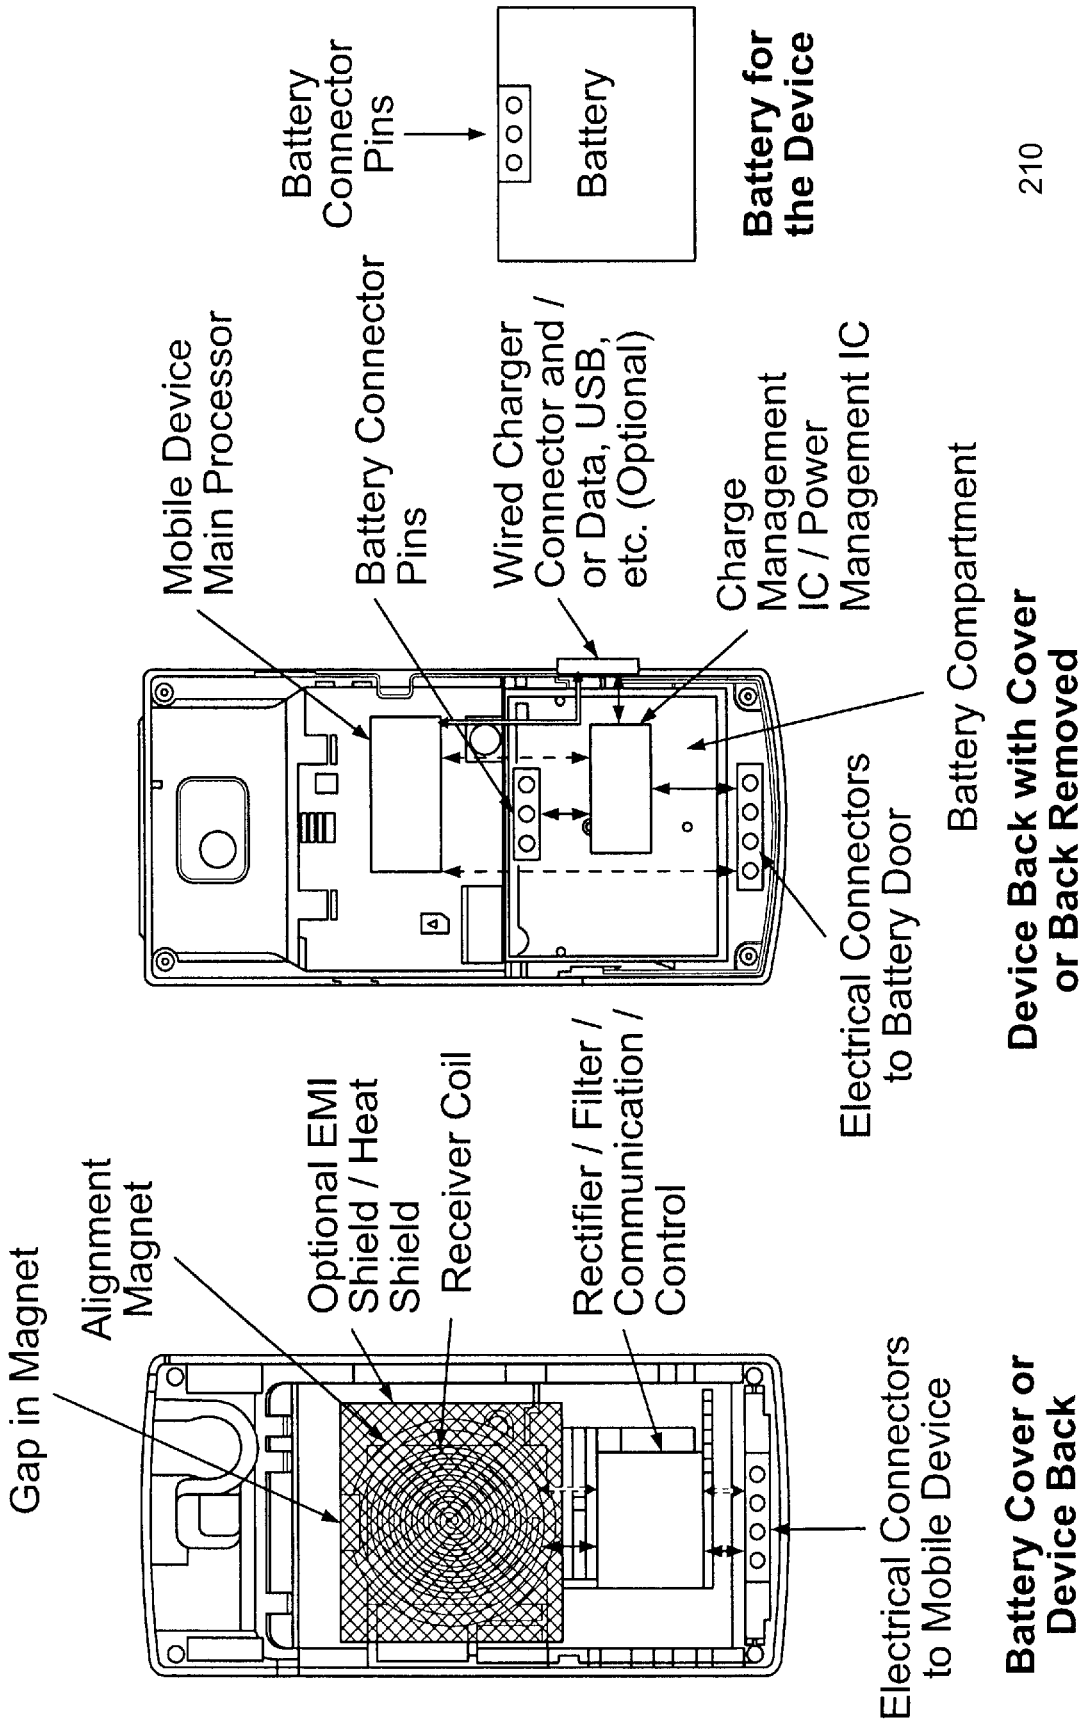 Gap in Magnet
Alignment
Magnet
Optional EMI
Shield / Heat
Shield
Receiver Coil
Rectifier / Filter /
Communication /
Control
Electrical Connectors
to Mobile Device
Battery Cover or
Device Back
Mobile Device
Main Processor
Battery Connector
Pins
Wired Charger
Connector and /
or Data, USB,
etc. (Optional)
Charge
Management
IC / Power
Management IC
Battery Compartment
Electrical Connectors
to Battery Door
Device Back with Cover
or Back Removed
Battery
Connector
Pins
Battery
Battery for
the Device
210